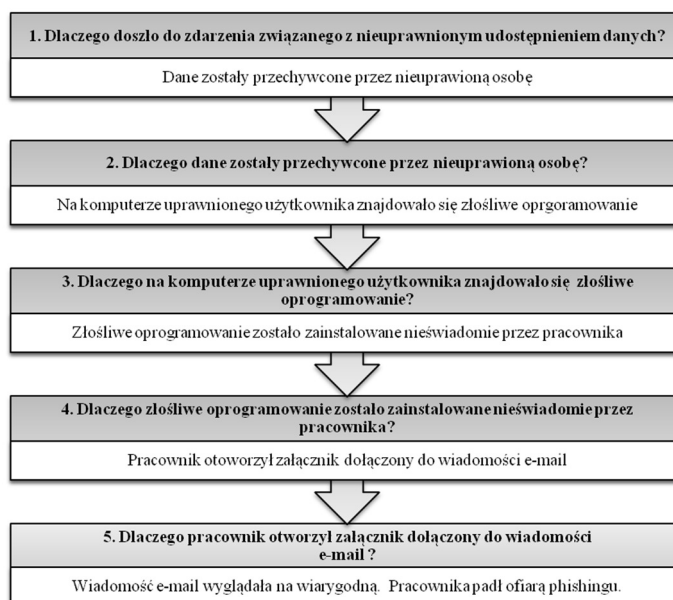 1. Dlaczego doszło do zdarzenia związanego z nieuprawnionym udostępnieniem danych?
Dane zostały przechywcone przez nieuprawioną osobę
2. Dlaczego dane zostały przechywcone przez nieuprawioną osobę?
Na komputerze uprawnionego użytkownika znajdowało się złośliwe oprgoramowanie
3. Dlaczego na komputerze uprawnionego użytkownika znajdowało się złośliwe
oprogramowanie?
Złośliwe oprogramowanie zostało zainstalowane nieświadomie przez pracownika
4. Dlaczego złośliwe oprogramowanie zostało zainstalowane nieświadomie przez
pracownika?
Pracownik otoworzył załącznik dołączony do wiadomości e-mail
5. Dlaczego pracownik otworzył załącznik dołączony do wiadomości
e-mail ?
Wiadomość e-mail wyglądała na wiarygodną. Pracownika padł ofiarą phishingu.